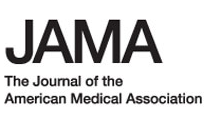 JAMA
The Journal of the
American Medical Association